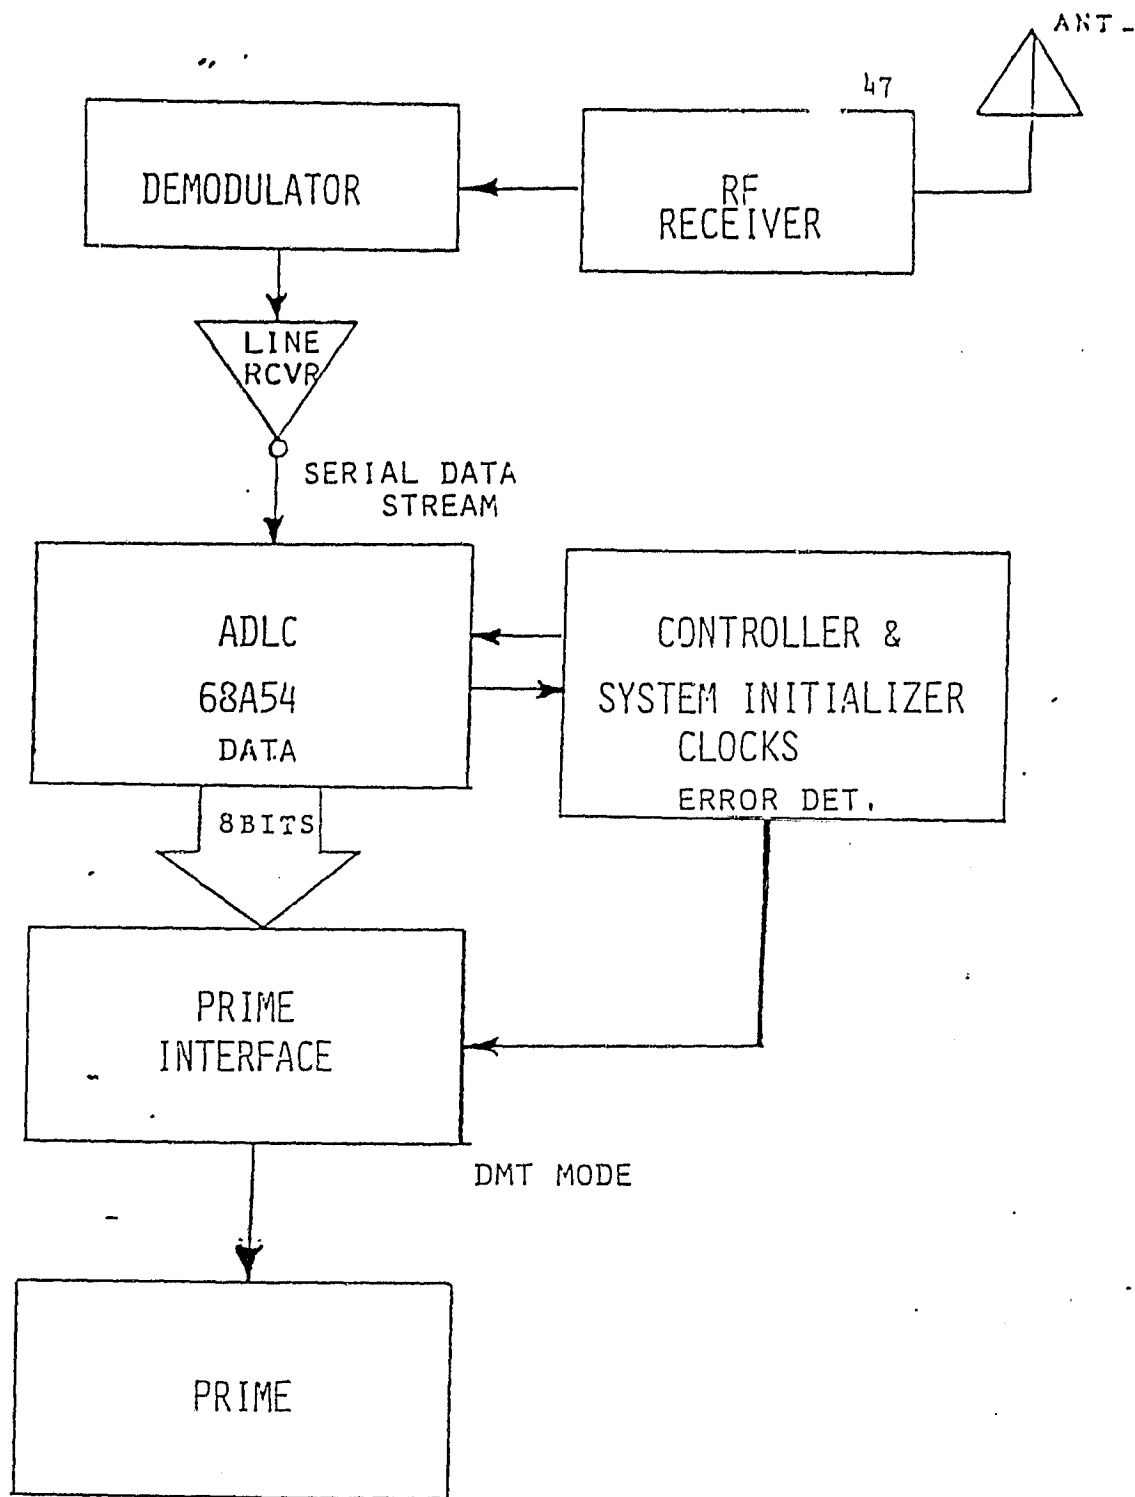 ANT.
47
DEMODULATOR
RF
RECEIVER
LINE
RCVR
SERIAL DATA
STREAM
ADLC
68A54
DATA
CONTROLLER &
SYSTEM INITIALIZER
CLOCKS
ERROR DET.
8BITS
PRIME
INTERFACE
DMT MODE
PRIME